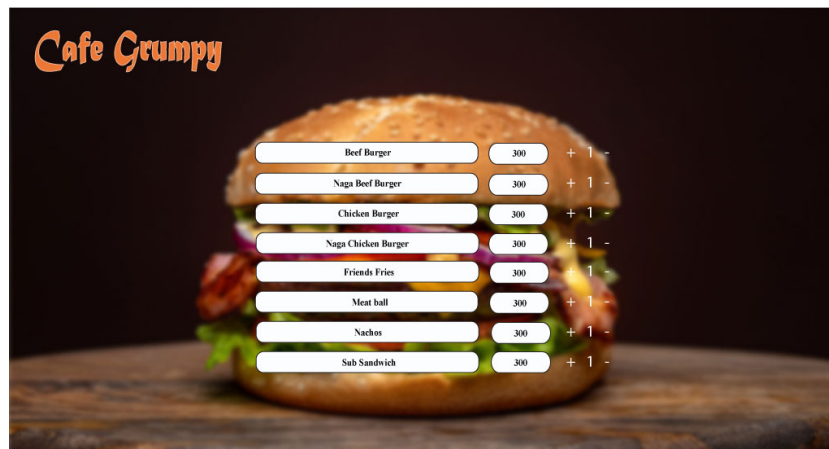 Cafe Grumpy
Beef Burger 300 + 1 -
Naga Beef Burger 300 + 1 -
Chicken Burger 300 + 1 -
Naga Chicken Burger 300 + 1 -
Friends Fries 300 + 1 -
Meat ball 300 + 1 -
Nachos 300 + 1 -
Sub Sandwich 300 + 1 -